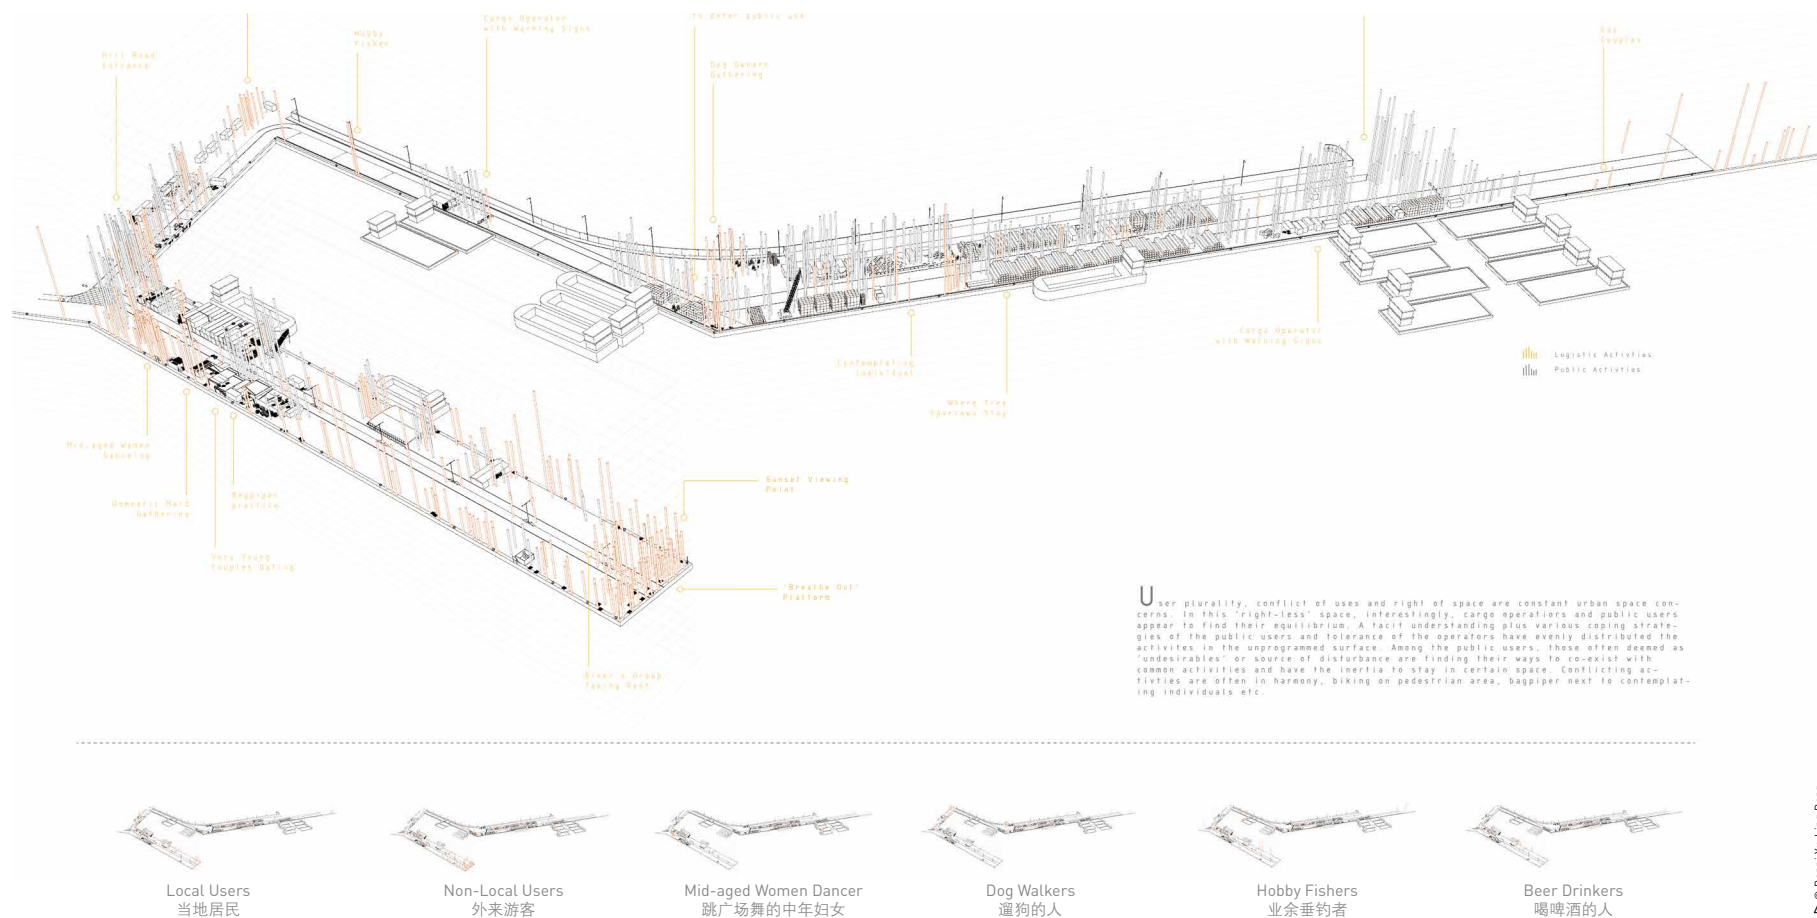 Cargo Operator
with Warning Signs
to deter public use
Hobby
Fisher
Hill Road
Entrance
Dog Owners
Gathering
Gay
Couples
Cargo Operator
with Warning Signs
Contemplating
Individual
Where Tree
Sparrows Stay
Logistic Activties
Public Activties
Mid-aged Women
Dancing
Domestic Maid
Gathering
Bagpiper
practice
Very Young
Couples Dating
Sunset Viewing
Point
'Breathe Out'
Platform
Biker's Group
Taking Rest
User plurality, conflict of uses and right of space are constant urban space con-
cerns. In this 'right-less' space, interestingly, cargo operations and public users
appear to find their equilibrium. A tacit understanding plus various coping strate-
gies of the public users and tolerance of the operators have evenly distributed the
activites in the unprogrammed surface. Among the public users, those often deemed as
'undesirables' or source of disturbance are finding their ways to co-exist with
common activities and have the inertia to stay in certain space. Conflicting ac-
tivties are often in harmony, biking on pedestrian area, bagpiper next to contemplat-
ing individuals etc.
Local Users
当地居民
Non-Local Users
外来游客
Mid-aged Women Dancer
跳广场舞的中年妇女
Dog Walkers
遛狗的人
Hobby Fishers
业余垂钓者
Beer Drinkers
喝啤酒的人